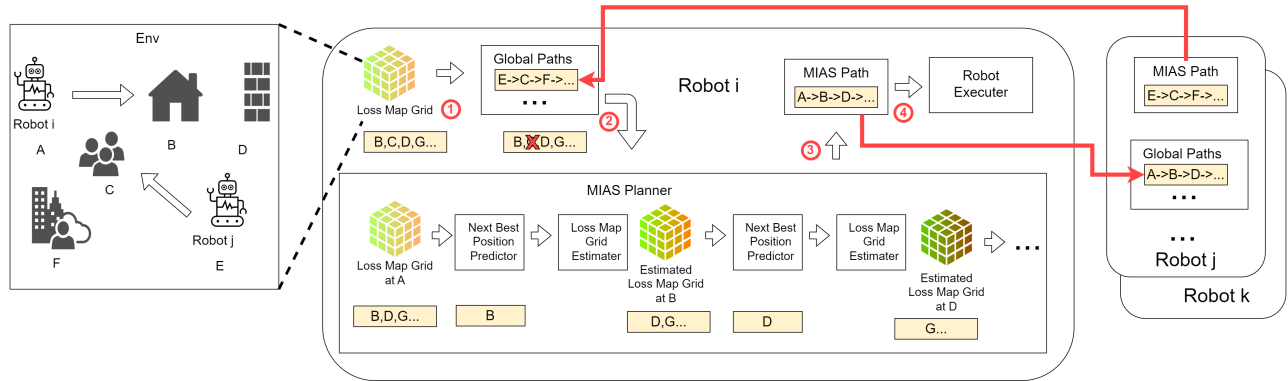 Env
Robot i
A
B
D
C
F
Robot j
E
Loss Map Grid
B,C,D,G...
1
Global Paths
E->C->F->...
...
2
B, D,G...
Robot i
MIAS Path
A->B->D->...
3
4
Robot
Executer
MIAS Planner
Loss Map Grid
at A
B,D,G...
Next Best
Position
Predictor
B
Loss Map
Grid
Estimater
Estimated
Loss Map Grid
at B
D,G...
Next Best
Position
Predictor
D
Loss Map
Grid
Estimater
Estimated
Loss Map Grid
at D
G...
...
MIAS Path
E->C->F->...
Global Paths
A->B->D->...
...
...
Robot j
Robot k